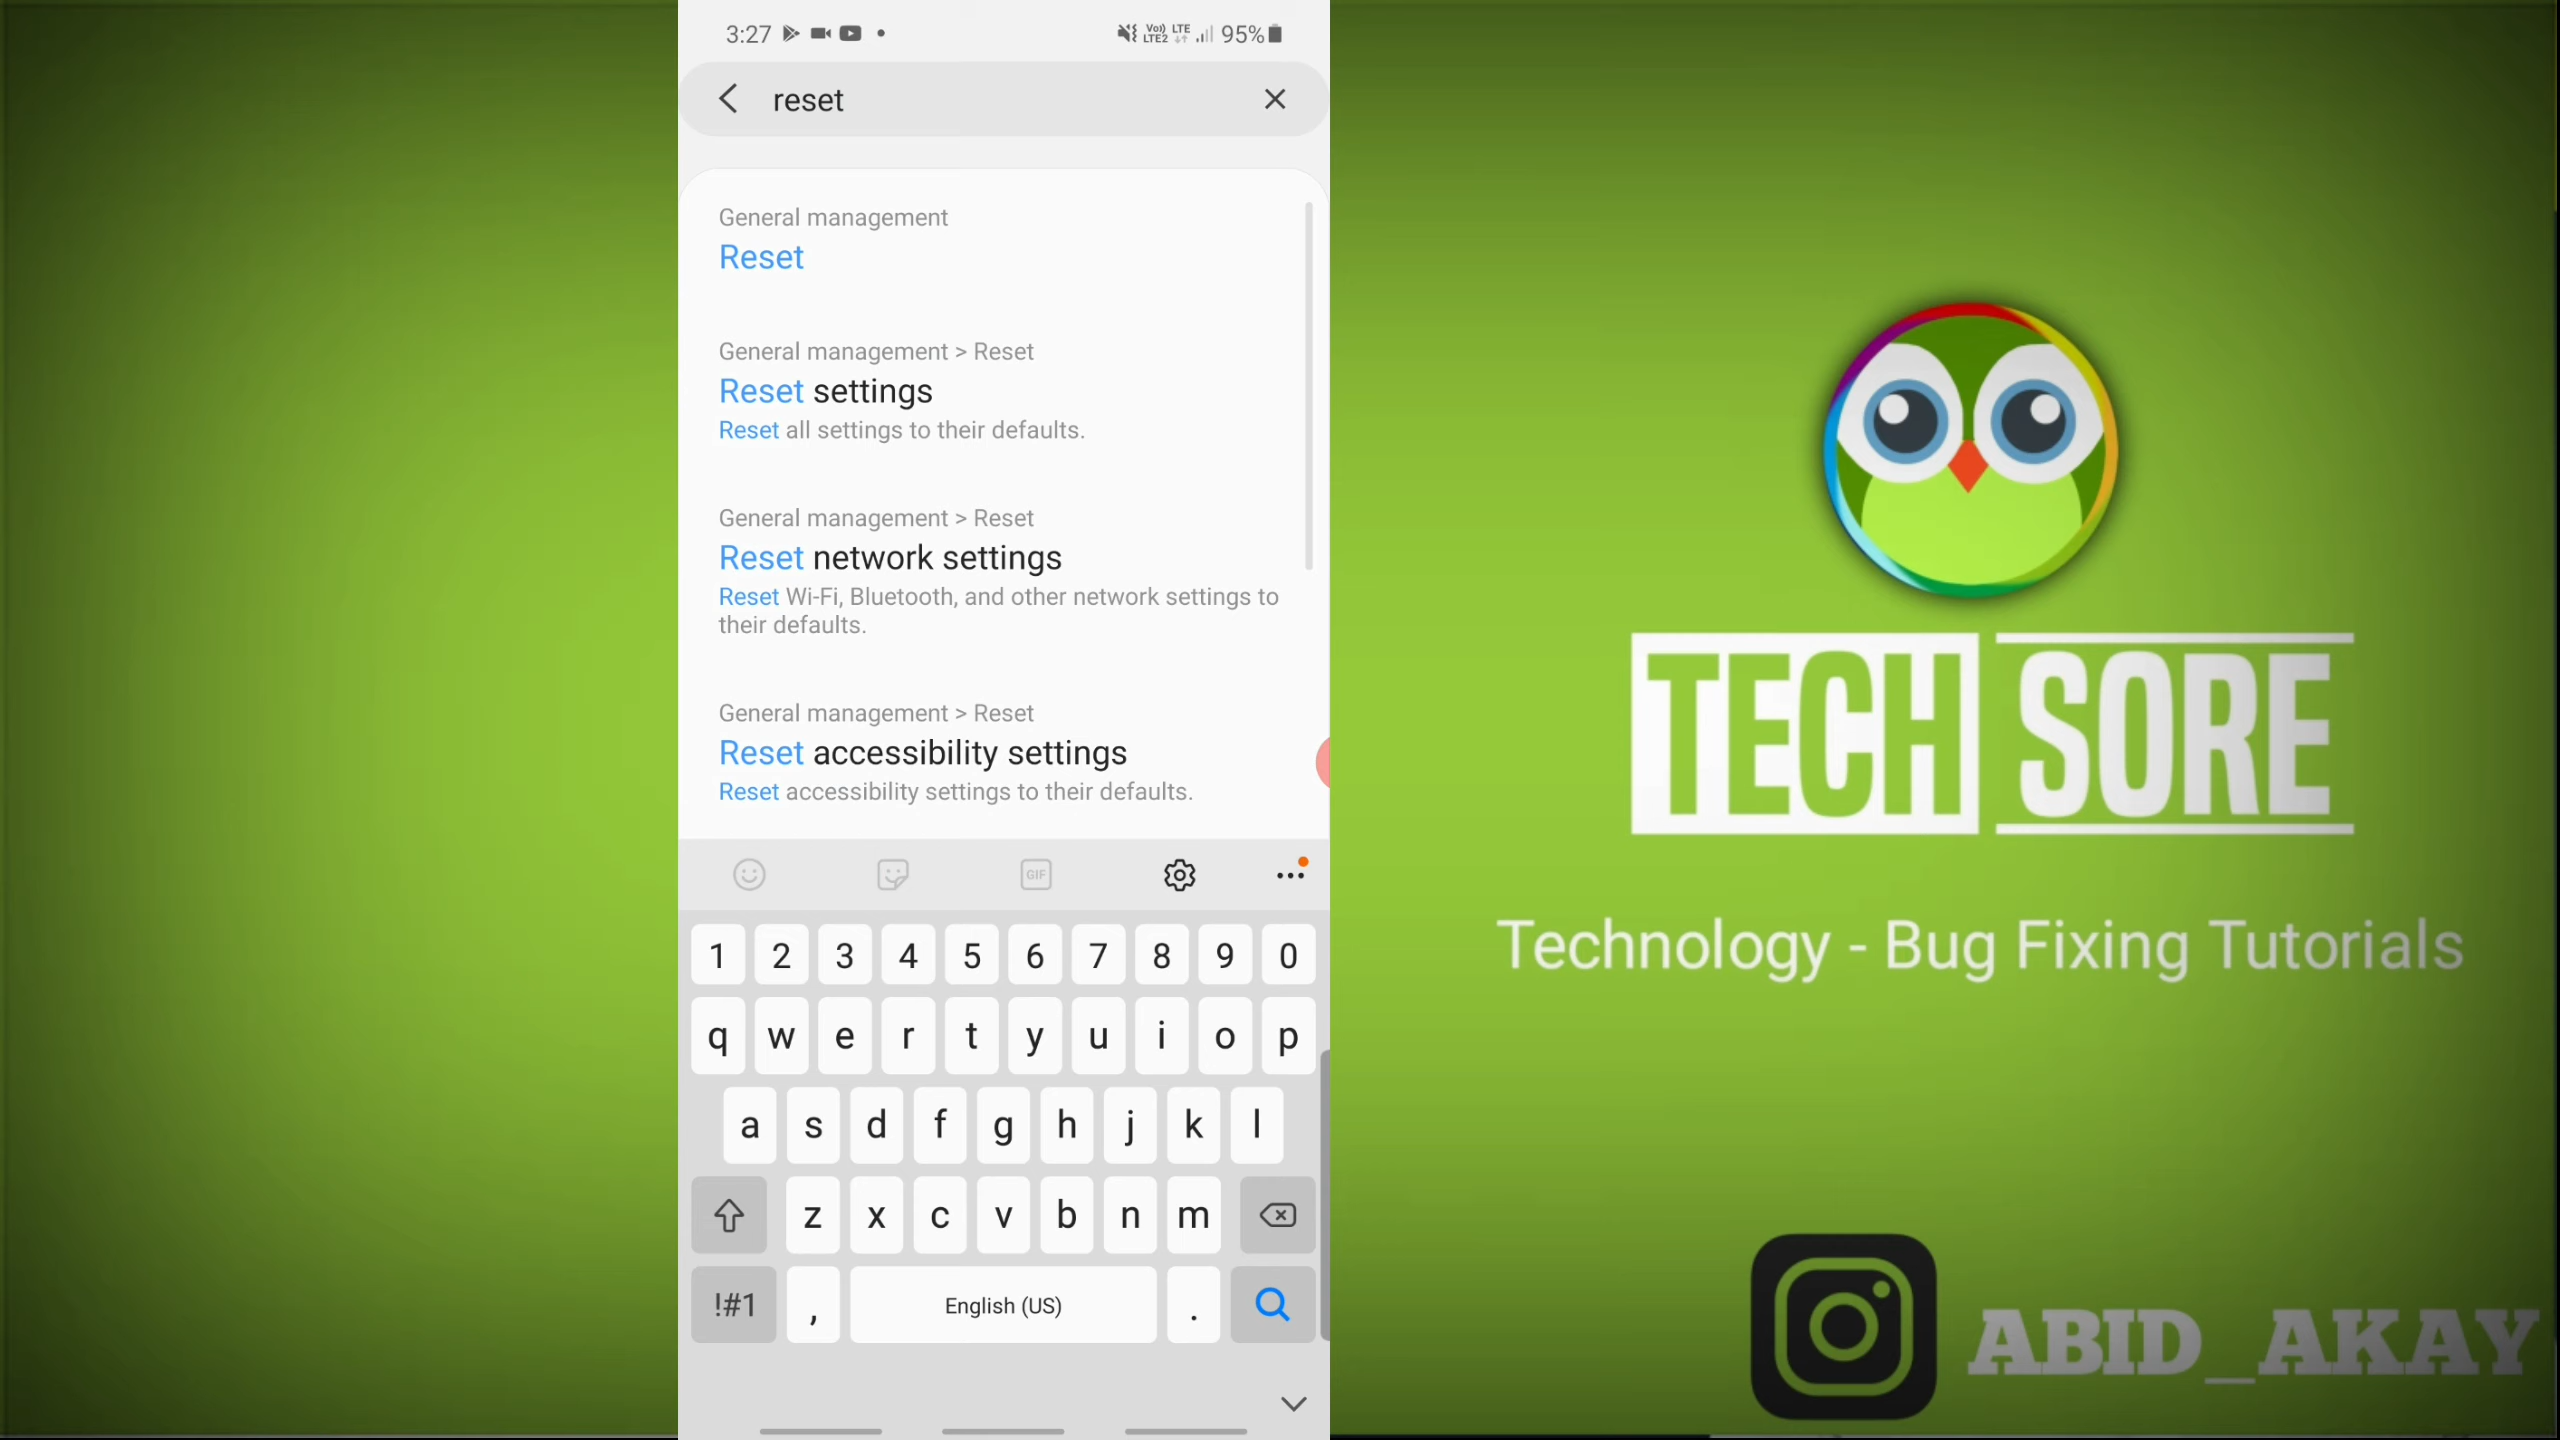 3:27
Vo)) LTE
LTE2
95%
reset
General management
Reset
General management > Reset
Reset settings
Reset all settings to their defaults.
General management > Reset
Reset network settings
Reset Wi-Fi, Bluetooth, and other network settings to
their defaults.
General management > Reset
Reset accessibility settings
Reset accessibility settings to their defaults.
GIF
1 2 3 4 5 6 7 8 9 0
q w e r t y u i o p
a s d f g h j k l
z x c v b n m
!#1 , English (US) .
TECH SORE
Technology - Bug Fixing Tutorials
ABID_AKAY